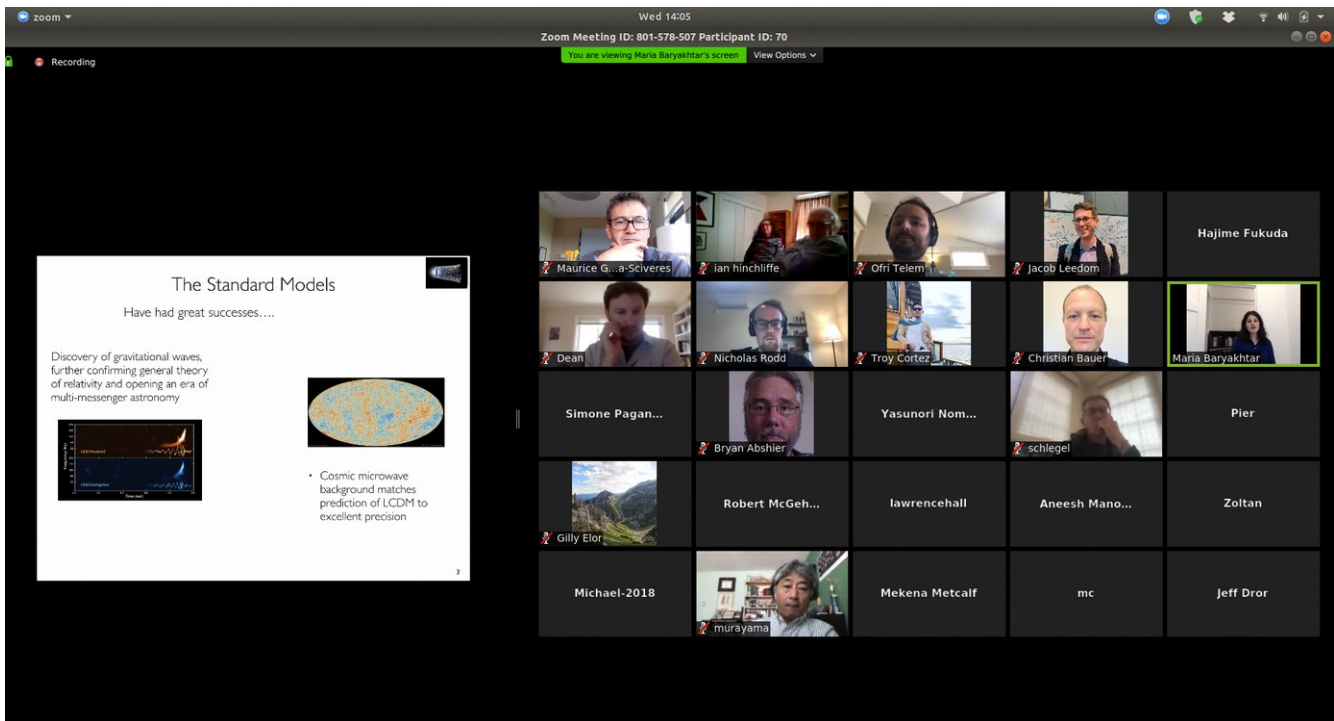 zoom
Wed 14:05
Zoom Meeting ID: 801-578-507 Participant ID: 70
Recording
You are viewing Maria Baryakhtar's screen
View Options
The Standard Models
Have had great successes....
Discovery of gravitational waves,
further confirming general theory
of relativity and opening an era of
multi-messenger astronomy
• Cosmic microwave
background matches
prediction of LCDM to
excellent precision
3
Maurice G...a-Sciveres
ian hinchliffe
Ofri Telem
Jacob Leedom
Hajime Fukuda
Dean
Nicholas Rodd
Troy Cortez
Christian Bauer
Maria Baryakhtar
Simone Pagan...
Bryan Abshier
Yasunori Nom...
schlegel
Pier
Gilly Elor
Robert McGeh...
lawrencehall
Aneesh Mano...
Zoltan
Michael-2018
murayama
Mekena Metcalf
mc
Jeff Dror